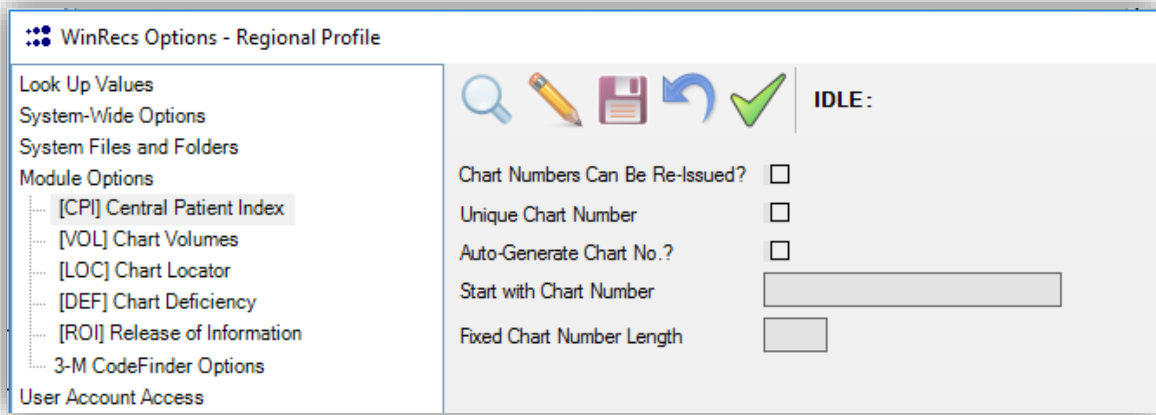 WinRecs Options - Regional Profile
Look Up Values
System-Wide Options
System Files and Folders
Module Options
[CPI] Central Patient Index
[VOL] Chart Volumes
[LOC] Chart Locator
[DEF] Chart Deficiency
[ROI] Release of Information
3-M CodeFinder Options
User Account Access
IDLE:
Chart Numbers Can Be Re-Issued?
Unique Chart Number
Auto-Generate Chart No.?
Start with Chart Number
Fixed Chart Number Length